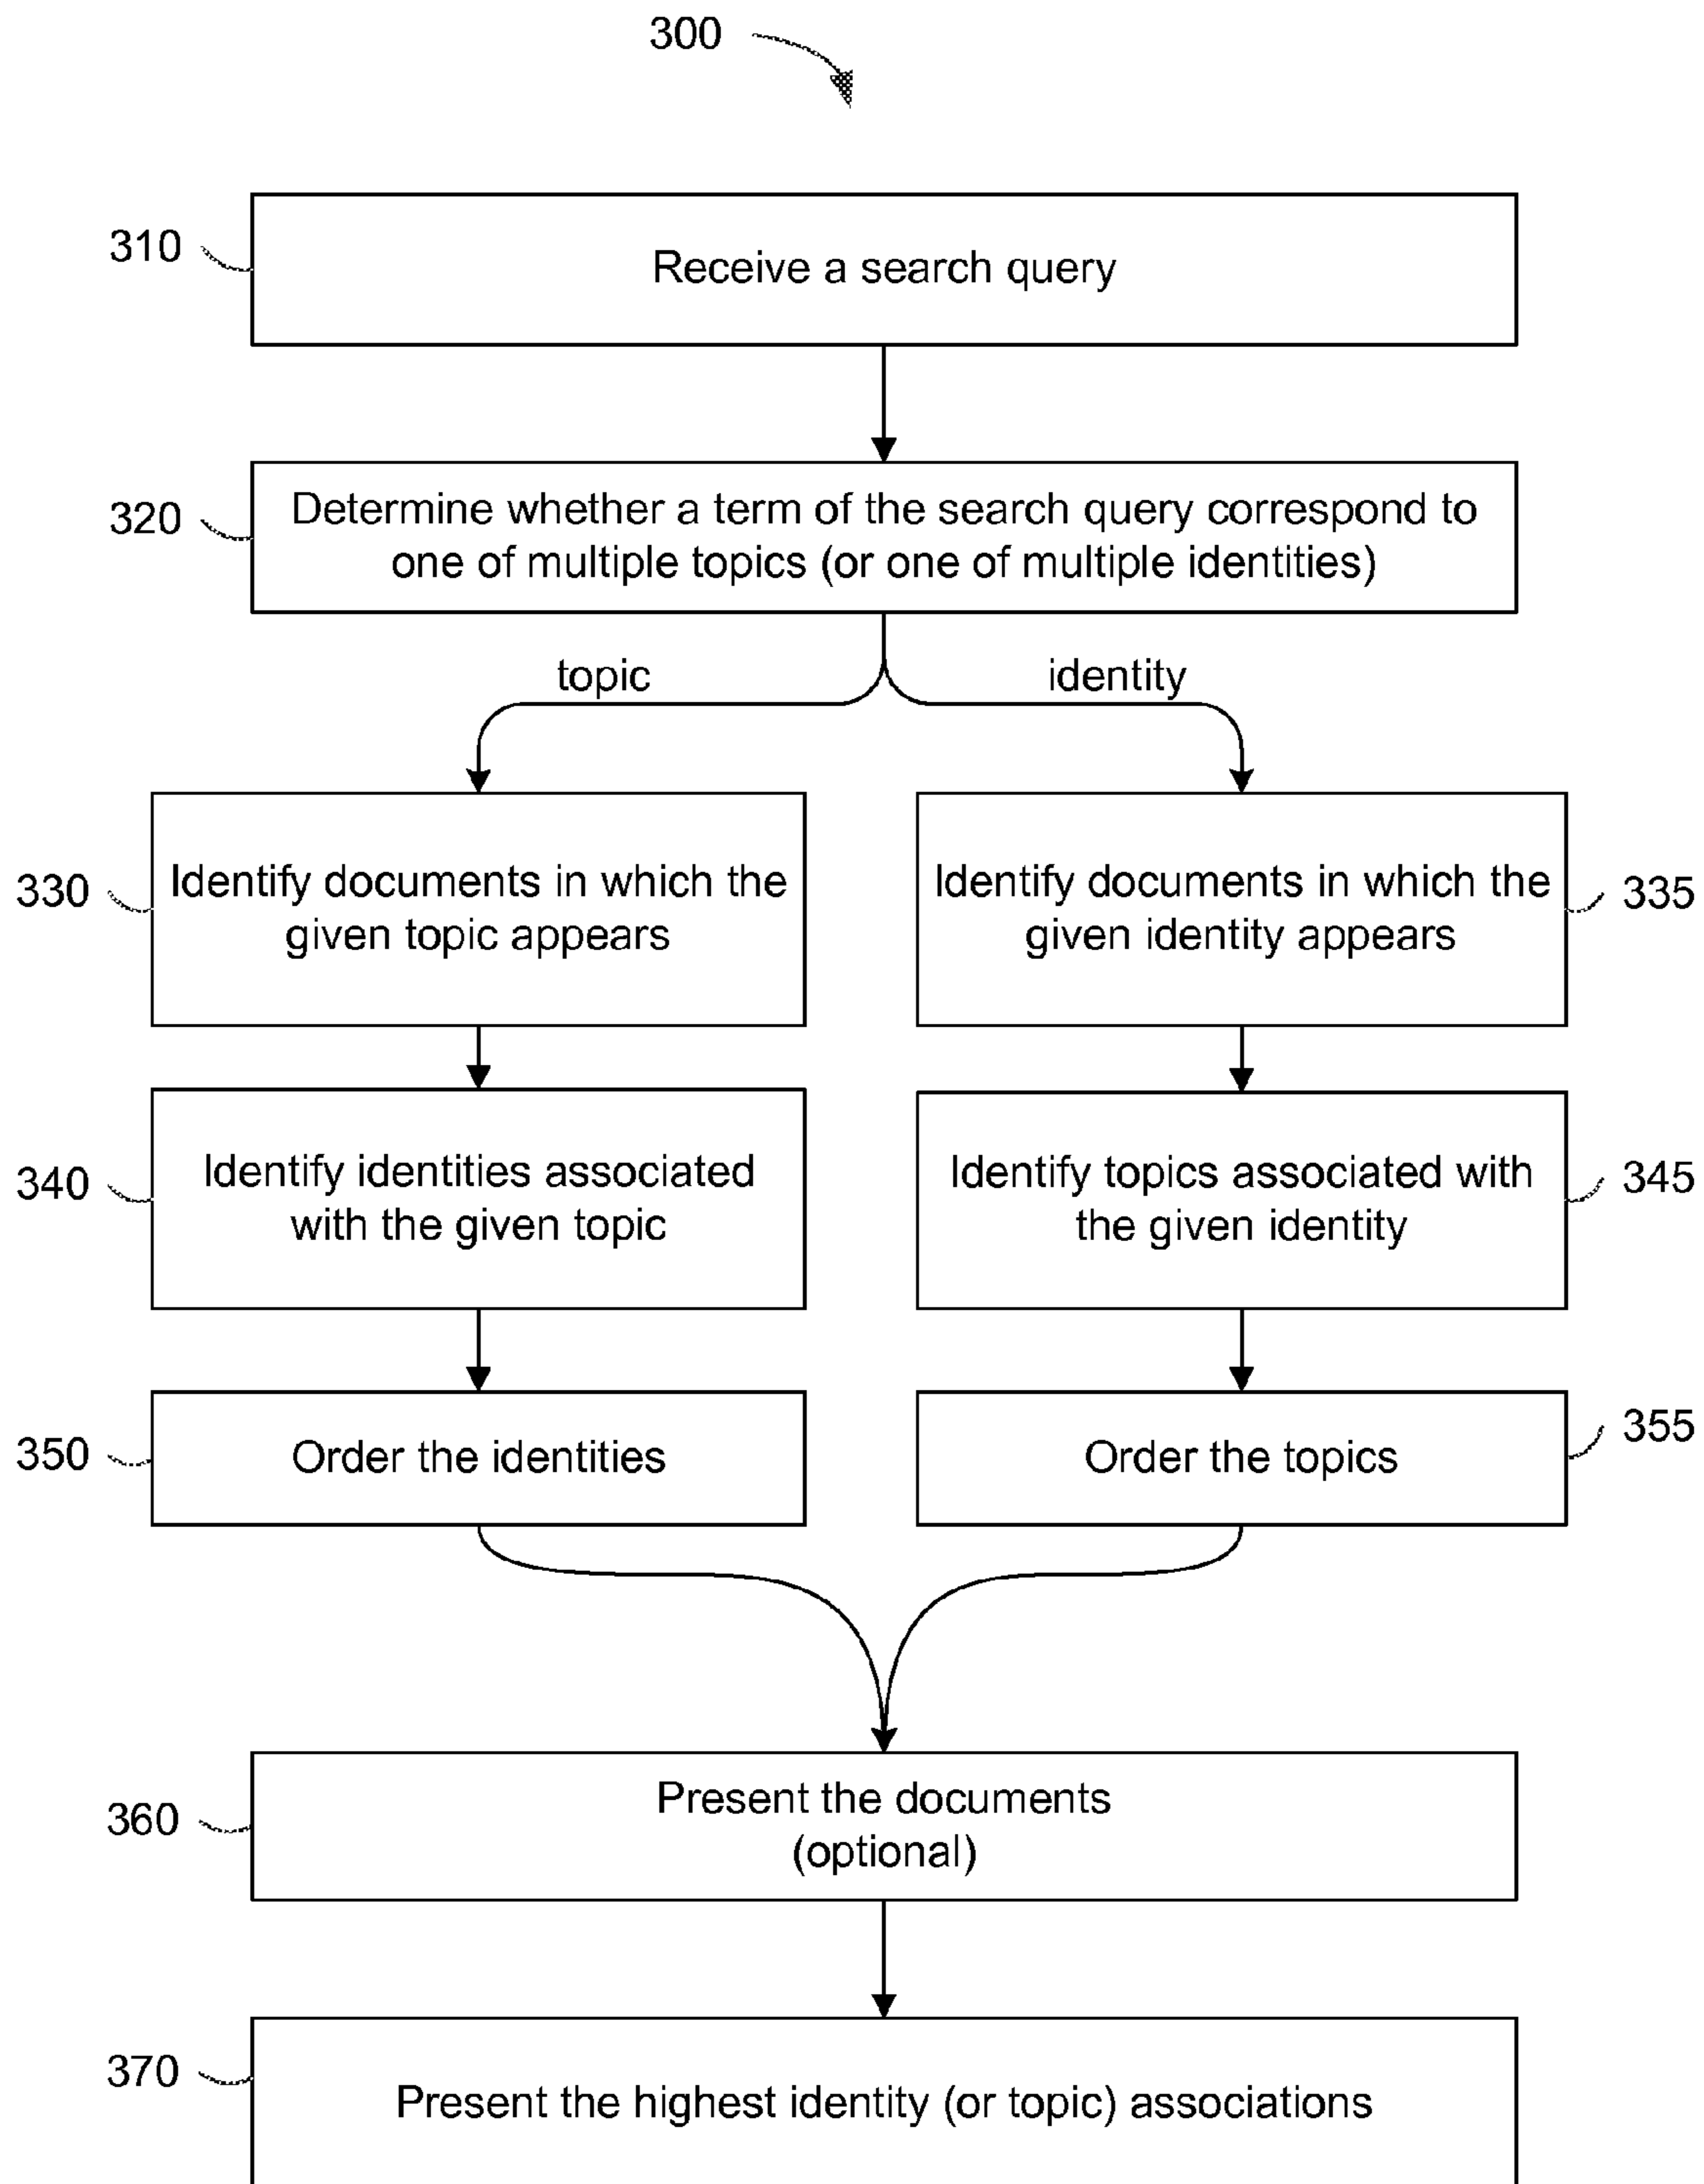 300
310
Receive a search query
320
Determine whether a term of the search query correspond to
one of multiple topics (or one of multiple identities)
topic
identity
330
Identify documents in which the
given topic appears
Identify documents in which the
given identity appears
335
340
Identify identities associated
with the given topic
Identify topics associated with
the given identity
345
350
Order the identities
Order the topics
355
360
Present the documents
(optional)
370
Present the highest identity (or topic) associations